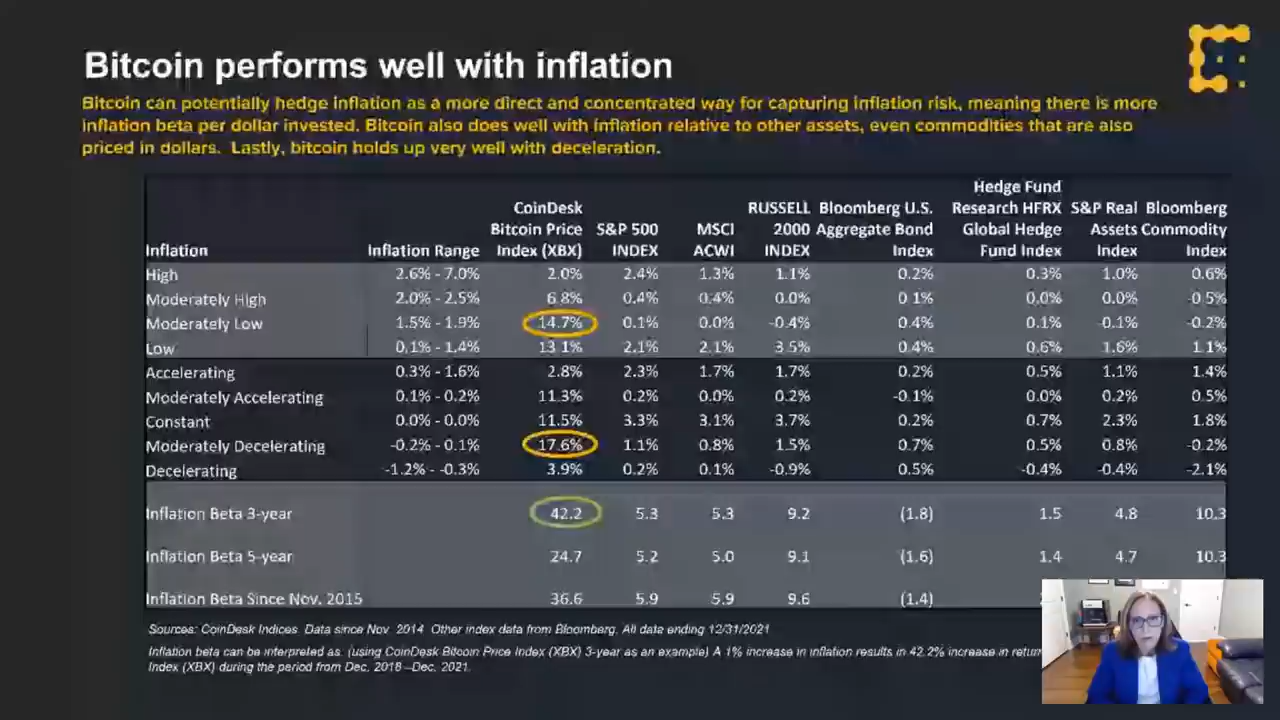 Bitcoin performs well with inflation
Bitcoin can potentially hedge inflation as a more direct and concentrated way for capturing inflation risk, meaning there is more
inflation beta per dollar invested. Bitcoin also does well with inflation relative to other assets, even commodities that are also
priced in dollars. Lastly, bitcoin holds up very well with deceleration.
Hedge Fund
CoinDesk RUSSELL Bloomberg U.S. Research HFRX S&P Real Bloomberg
Bitcoin Price S&P 500 MSCI 2000 Aggregate Bond Global Hedge Assets Commodity
Inflation Inflation Range Index (XBX) INDEX ACWI INDEX Index Fund Index Index Index
High 2.6% - 7.0% 2.0% 2.4% 1.3% 1.1% 0.2% 0.3% 1.0% 0.6%
Moderately High 2.0% - 2.5% 6.8% 0.4% 0.4% 0.0% 0.1% 0.0% 0.0% -0.5%
Moderately Low 1.5% - 1.9% 14.7% 0.1% 0.0% -0.4% 0.4% 0.1% -0.1% -0.2%
Low 0.1% - 1.4% 13.1% 2.1% 2.1% 3.5% 0.4% 0.6% 1.6% 1.1%
Accelerating 0.3% - 1.6% 2.8% 2.3% 1.7% 1.7% 0.2% 0.5% 1.1% 1.4%
Moderately Accelerating 0.1% - 0.2% 11.3% 0.2% 0.0% 0.2% -0.1% 0.0% 0.2% 0.5%
Constant 0.0% - 0.0% 11.5% 3.3% 3.1% 3.7% 0.2% 0.7% 2.3% 1.8%
Moderately Decelerating -0.2% - 0.1% 17.6% 1.1% 0.8% 1.5% 0.7% 0.5% 0.8% -0.2%
Decelerating -1.2% - -0.3% 3.9% 0.2% 0.1% -0.9% 0.5% -0.4% -0.4% -2.1%
Inflation Beta 3-year 42.2 5.3 5.3 9.2 (1.8) 1.5 4.8 10.3
Inflation Beta 5-year 24.7 5.2 5.0 9.1 (1.6) 1.4 4.7 10.3
Inflation Beta Since Nov. 2015 36.6 5.9 5.9 9.6 (1.4)
Sources: CoinDesk Indices. Data since Nov. 2014. Other index data from Bloomberg. All data ending 12/31/2021
Inflation beta can be interpreted as: (using CoinDesk Bitcoin Price Index (XBX) 3-year as an example) A 1% increase in inflation results in 42.2% increase in
Index (XBX) during the period from Dec. 2018 –Dec. 2021.